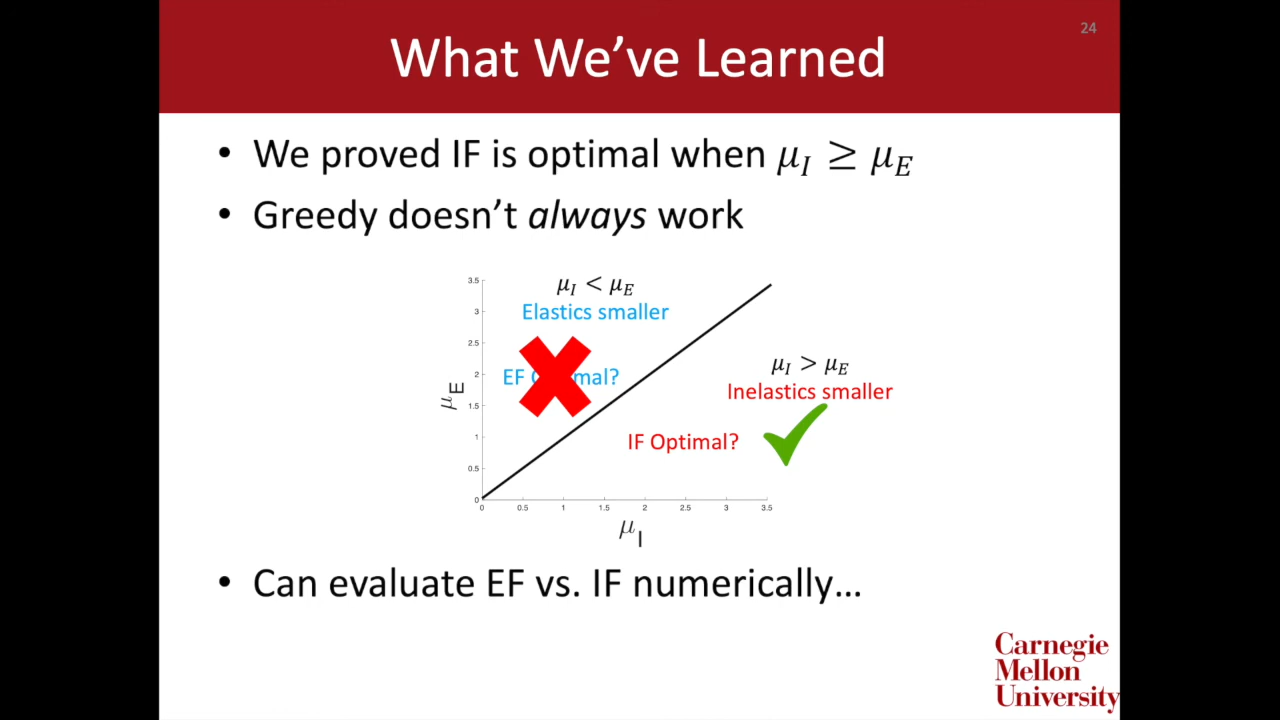 24
What We've Learned
• We proved IF is optimal when μ_I ≥ μ_E
• Greedy doesn't always work
μ_I < μ_E
Elastics smaller
EF
mal?
μ_I > μ_E
Inelastics smaller
IF Optimal?
3.5
3
2.5
2
1.5
1
0.5
0
μ_E
0 0.5 1 1.5 2 2.5 3 3.5
μ_I
• Can evaluate EF vs. IF numerically...
Carnegie
Mellon
University